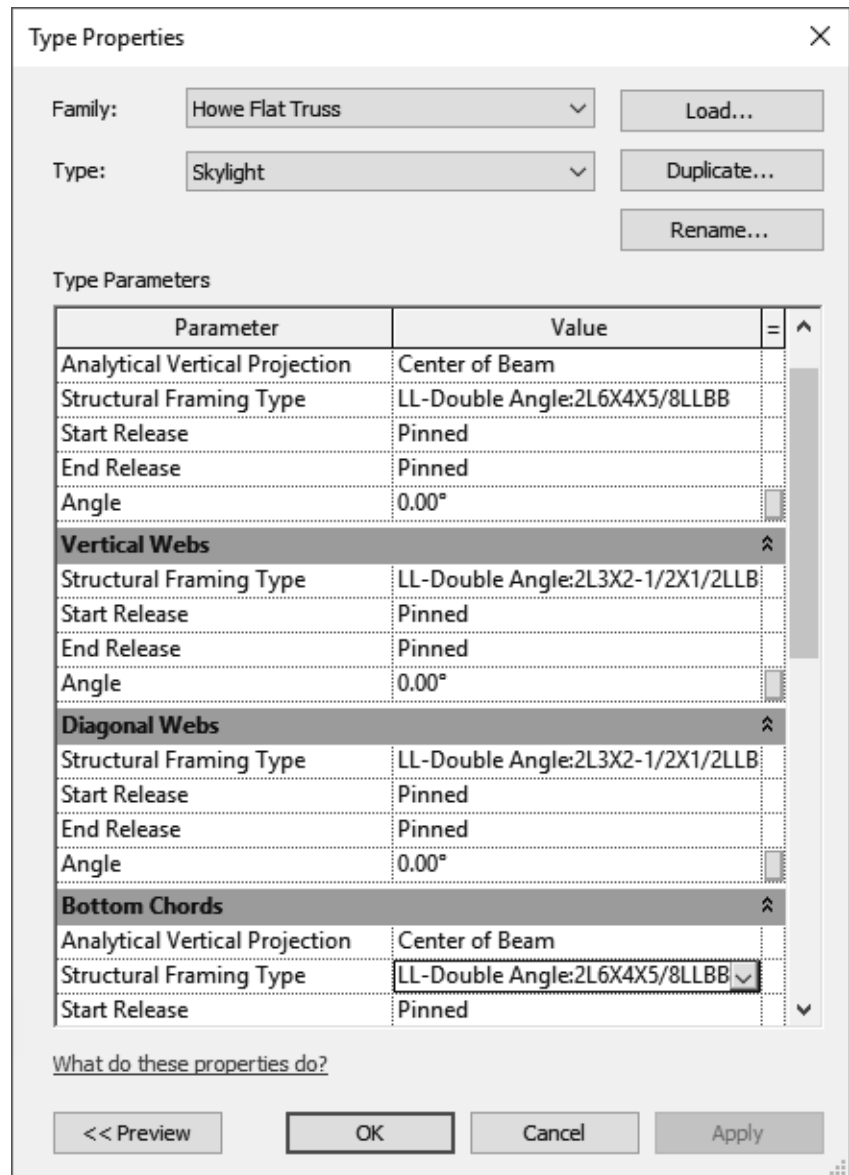 Type Properties
Family: Howe Flat Truss Load...
Type: Skylight Duplicate...
Rename...
Type Parameters
Parameter Value =
Analytical Vertical Projection Center of Beam
Structural Framing Type LL-Double Angle:2L6X4X5/8LLBB
Start Release Pinned
End Release Pinned
Angle 0.00°
Vertical Webs
Structural Framing Type LL-Double Angle:2L3X2-1/2X1/2LLB
Start Release Pinned
End Release Pinned
Angle 0.00°
Diagonal Webs
Structural Framing Type LL-Double Angle:2L3X2-1/2X1/2LLB
Start Release Pinned
End Release Pinned
Angle 0.00°
Bottom Chords
Analytical Vertical Projection Center of Beam
Structural Framing Type LL-Double Angle:2L6X4X5/8LLBB
Start Release Pinned
What do these properties do?
<< Preview OK Cancel Apply